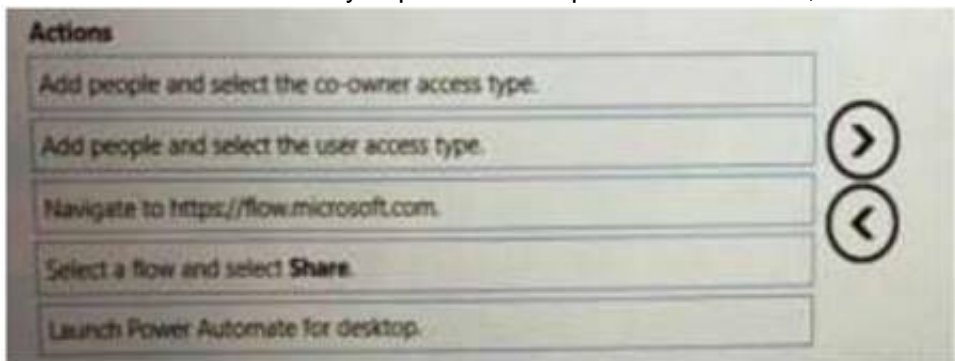 Actions
Add people and select the co-owner access type.
Add people and select the user access type.
Navigate to https://flow.microsoft.com.
Select a flow and select Share.
Launch Power Automate for desktop.